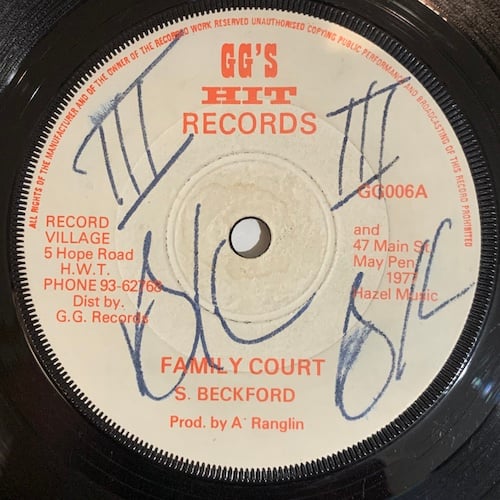 ALL RIGHTS OF THE MANUFACTURER AND OF THE OWNER OF THE RECORDED WORK RESERVED UNAUTHORISED COPYING PUBLIC PERFORMANCE AND BROADCASTING OF THIS RECORD PROHIBITED
GG'S
HIT
RECORDS
III
III
GG006A
RECORD
VILLAGE
5 Hope Road
H.W.T.
PHONE 93-62768
Dist by.
G.G. Records
and
47 Main St.
May Pen.
1977
Hazel Music
FAMILY COURT
S. BECKFORD
Prod. by A' Ranglin